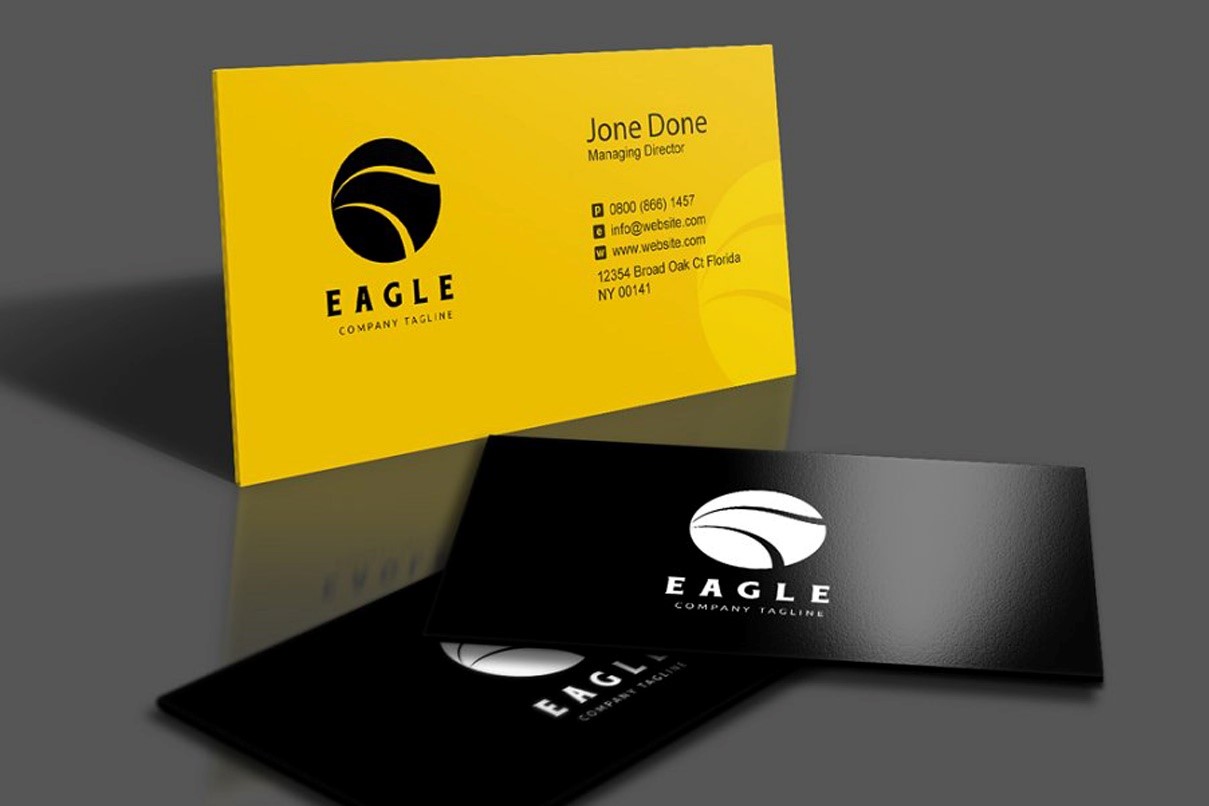 EAGLE
COMPANY TAGLINE
Jone Done
Managing Director
p 0800 (866) 1457
e info@website.com
w www.website.com
12354 Broad Oak Ct Florida
NY 00141
EAGLE
COMPANY TAGLINE
EAGLE
COMPANY TAGLINE